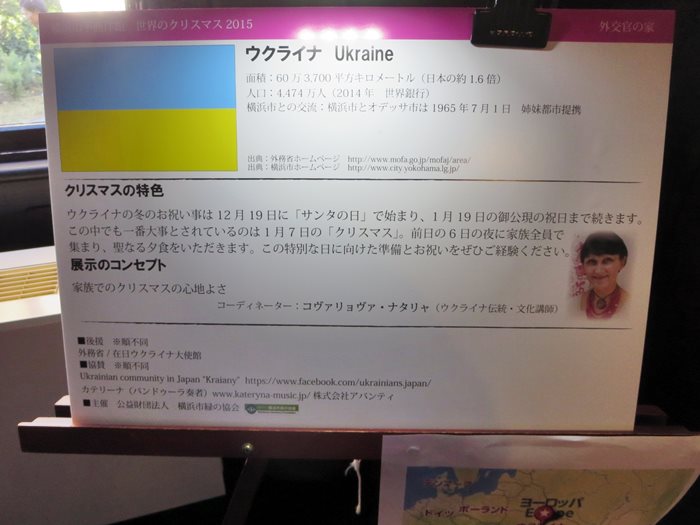 世界のクリスマス 2015
外交官の家
ウクライナ Ukraine
面積：60万3,700平方キロメートル（日本の約1.6倍）
人口：4,474万人（2014年　世界銀行）
横浜市との交流：横浜市とオデッサ市は1965年7月1日　姉妹都市提携
出典：外務省ホームページ　http://www.mofa.go.jp/mofaj/area/
出典：横浜市ホームページ　http://www.city.yokohama.lg.jp/
クリスマスの特色
ウクライナの冬のお祝い事は12月19日に「サンタの日」で始まり、1月19日の御公現の祝日まで続きます。
この中でも一番大事とされているのは1月7日の「クリスマス」。前日の6日の夜に家族全員で
集まり、聖なる夕食をいただきます。この特別な日に向けた準備とお祝いをぜひご経験ください。
展示のコンセプト
家族でのクリスマスの心地よさ
コーディネーター：コヴァリョヴァ・ナタリャ（ウクライナ伝統・文化講師）
■後援　※順不同
外務省/在日ウクライナ大使館
■協賛　※順不同
Ukrainian community in Japan "Kraiany"  https://www.facebook.com/ukrainians.japan/
カテリーナ（バンドゥーラ奏者）www.kateryna-music.jp/ 株式会社アバンティ
■主催　公益財団法人　横浜市緑の協会
ヨーロッパ
Europe
ドイツ
ポーランド